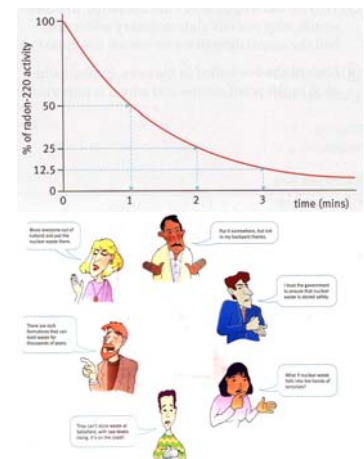 % of radon-220 activity
100
50
25
12.5
0
0
1
2
3
time (mins)
Move everyone out of
Iceland and put the
nuclear waste there.
Put it somewhere, but not
in my backyard thanks.
I trust the government
to ensure that nuclear
waste is stored safely.
There are rock
formations that can
hold waste for
thousands of years.
What if nuclear waste
falls into the hands of
terrorists?
They can't store waste at
Sellafield, with sea levels
rising. It's on the coast!